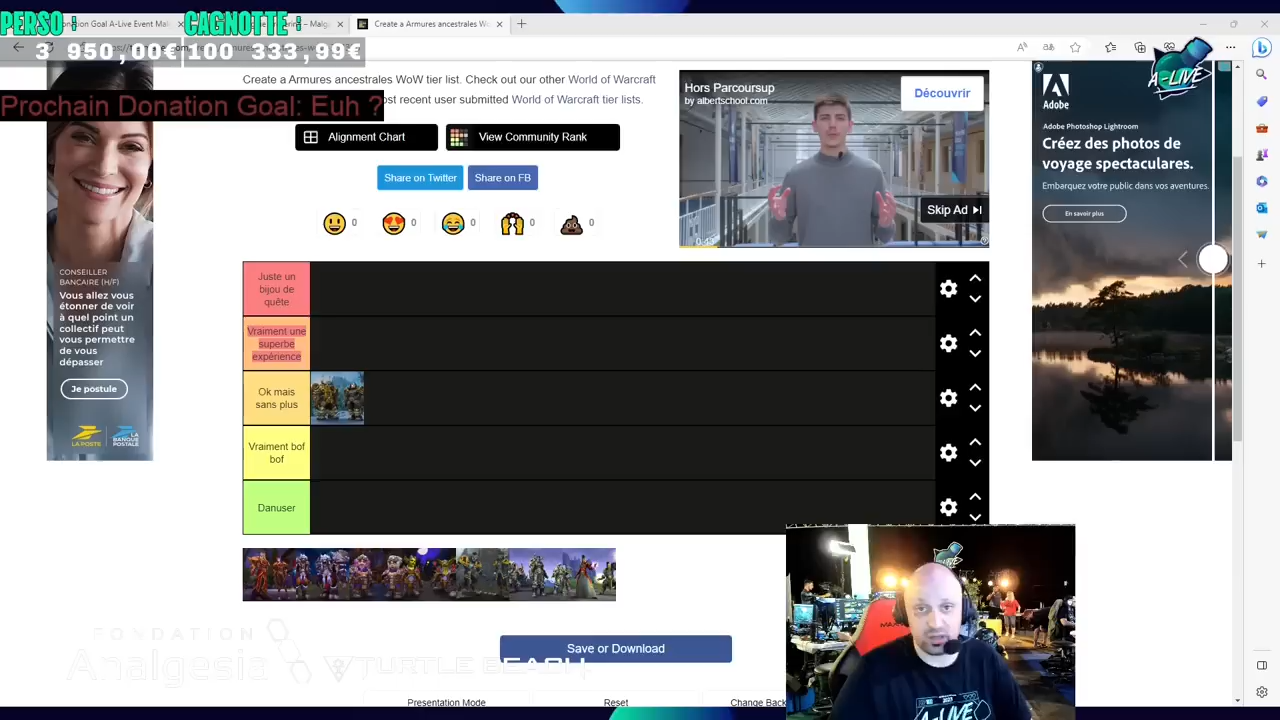 PERSO : CAGNOTTE :
3 950,00€ 100 333,99€
Prochain Donation Goal: Euh ?
Create a Armures ancestrales Wo
Create a Armures ancestrales WoW tier list. Check out our other World of Warcraft
ost recent user submitted World of Warcraft tier lists.
Alignment Chart
View Community Rank
Share on Twitter
Share on FB
0 0 0 0 0
Hors Parcoursup
by albertschool.com
Découvrir
Skip Ad
0:43
A-LIVE
Adobe
Adobe Photoshop Lightroom
Créez des photos de
voyage spectaculares.
Embarquez votre public dans vos aventures.
En savoir plus
CONSEILLER
BANCAIRE (H/F)
Vous allez vous
étonner de voir
à quel point un
collectif peut
vous permettre
de vous
dépasser
Je postule
LA POSTE
LA BANQUE POSTALE
Juste un
bijou de
quête
Vraiment une
superbe
expérience
Ok mais
sans plus
Vraiment bof
bof
Danuser
FONDATION
Analgesia
TURTLE BEACH
Save or Download
Presentation Mode
Reset
Change Back
A-LIVE